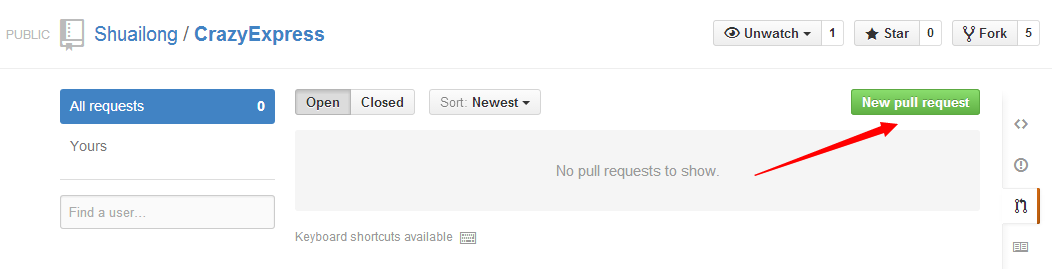 PUBLIC Shuailong / CrazyExpress Unwatch 1 Star 0 Fork 5
All requests 0 Open Closed Sort: Newest New pull request
Yours
No pull requests to show.
Find a user...
Keyboard shortcuts available